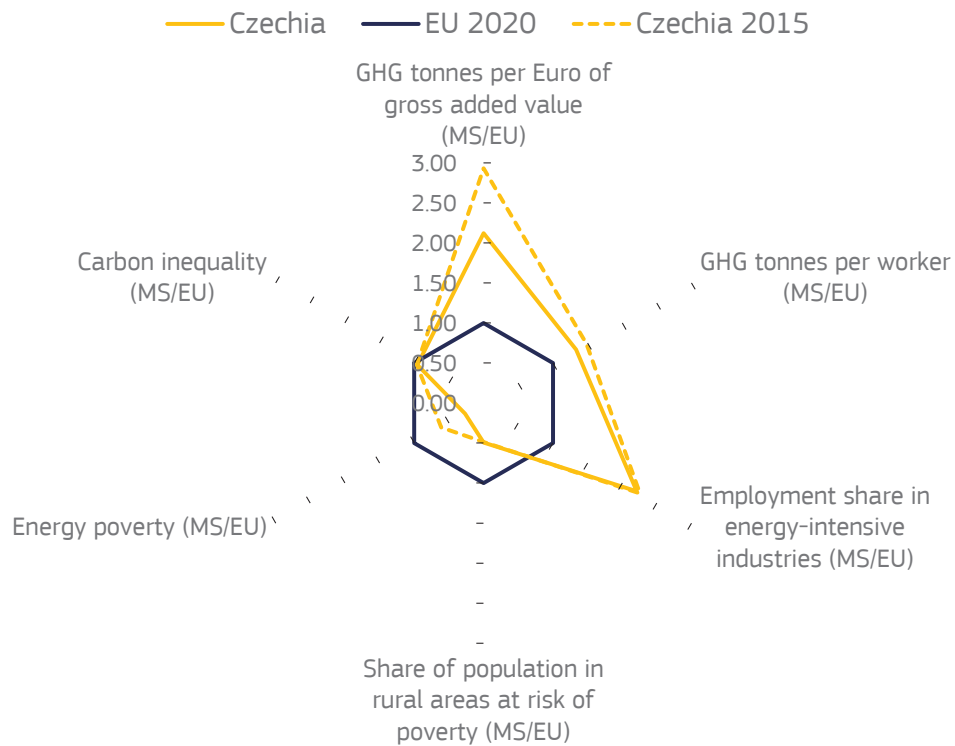 Czechia EU 2020 Czechia 2015
GHG tonnes per Euro of
gross added value
(MS/EU)
3.00
2.50
2.00
1.50
1.00
0.50
0.00
GHG tonnes per worker
(MS/EU)
Employment share in
energy-intensive
industries (MS/EU)
Share of population in
rural areas at risk of
poverty (MS/EU)
Energy poverty (MS/EU)
Carbon inequality
(MS/EU)